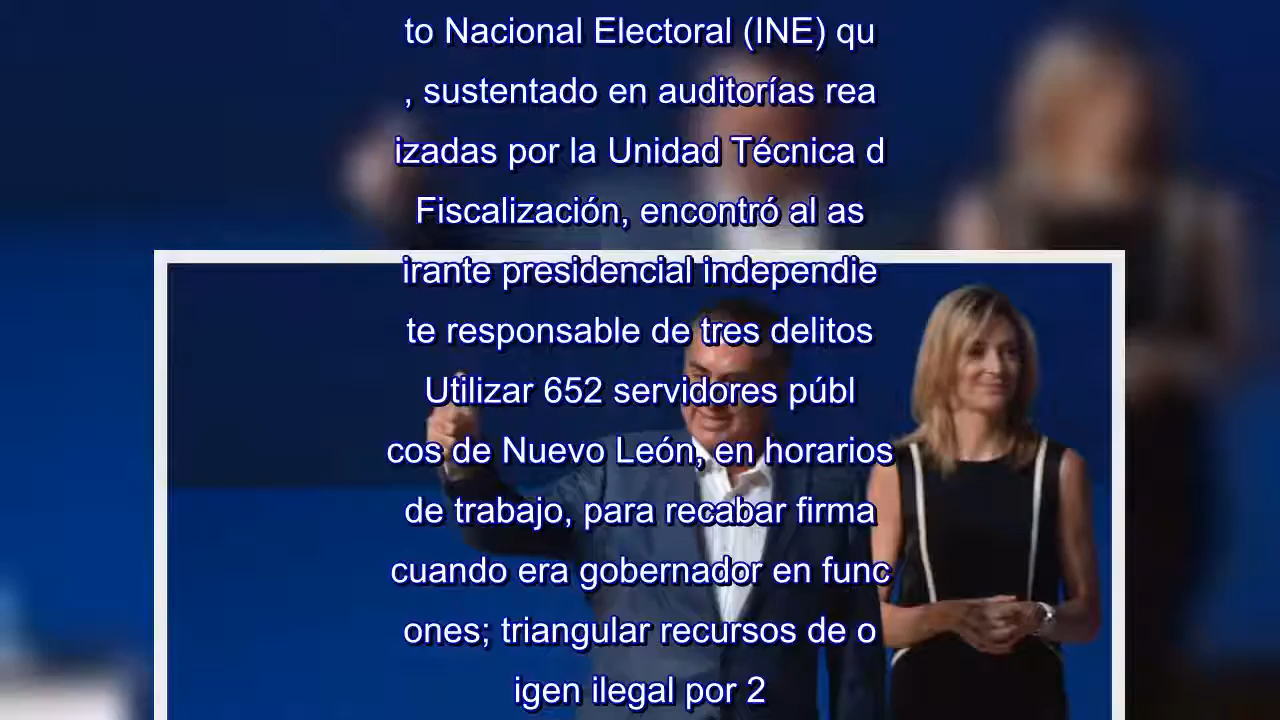 to Nacional Electoral (INE) qu
, sustentado en auditorías rea
izadas por la Unidad Técnica d
Fiscalización, encontró al as
irante presidencial independie
te responsable de tres delitos
Utilizar 652 servidores públ
cos de Nuevo León, en horarios
de trabajo, para recabar firma
cuando era gobernador en func
ones; triangular recursos de o
igen ilegal por 2